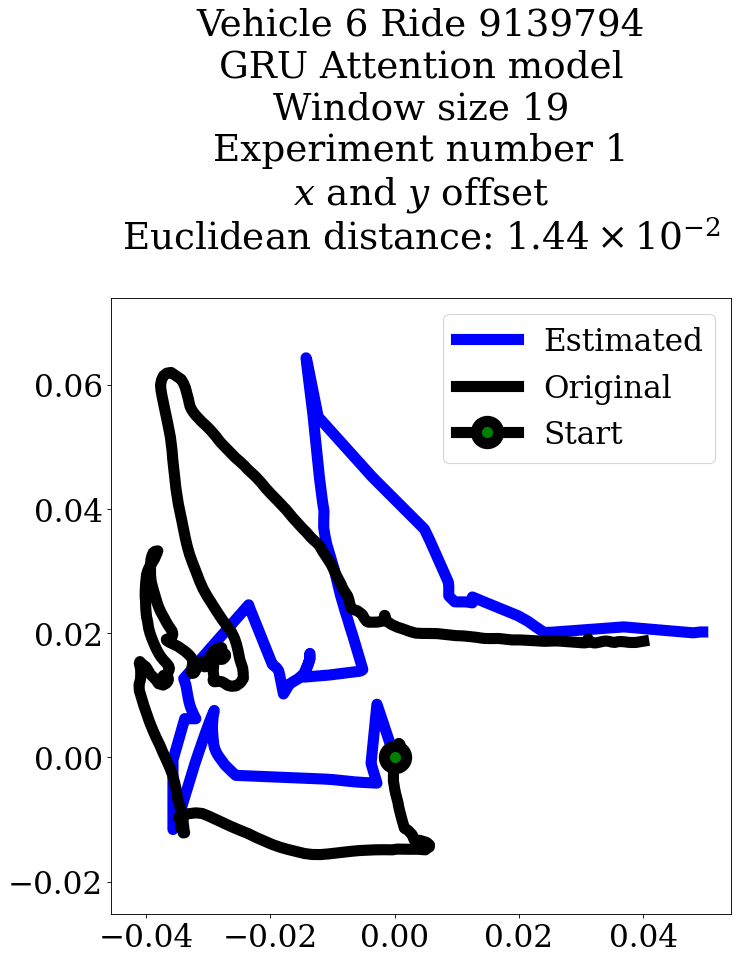 Vehicle 6 Ride 9139794
GRU Attention model
Window size 19
Experiment number 1
x and y offset
Euclidean distance: 1.44 × 10⁻²
Estimated
Original
Start
0.06
0.04
0.02
0.00
−0.02
−0.04
−0.02
0.00
0.02
0.04